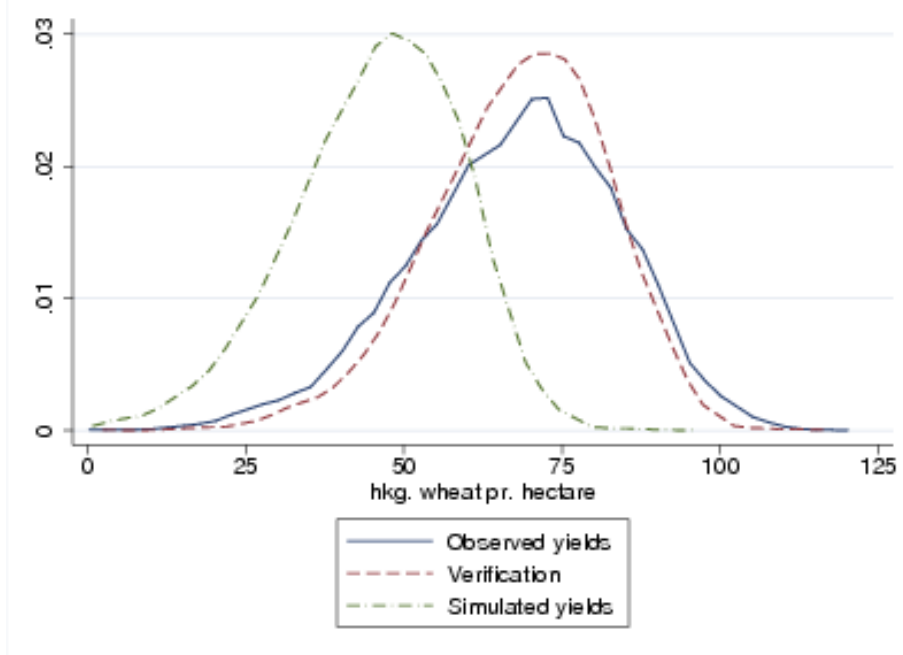 .03
.02
.01
0
0 25 50 75 100 125
hkg. wheat pr. hectare
Observed yields
Verification
Simulated yields